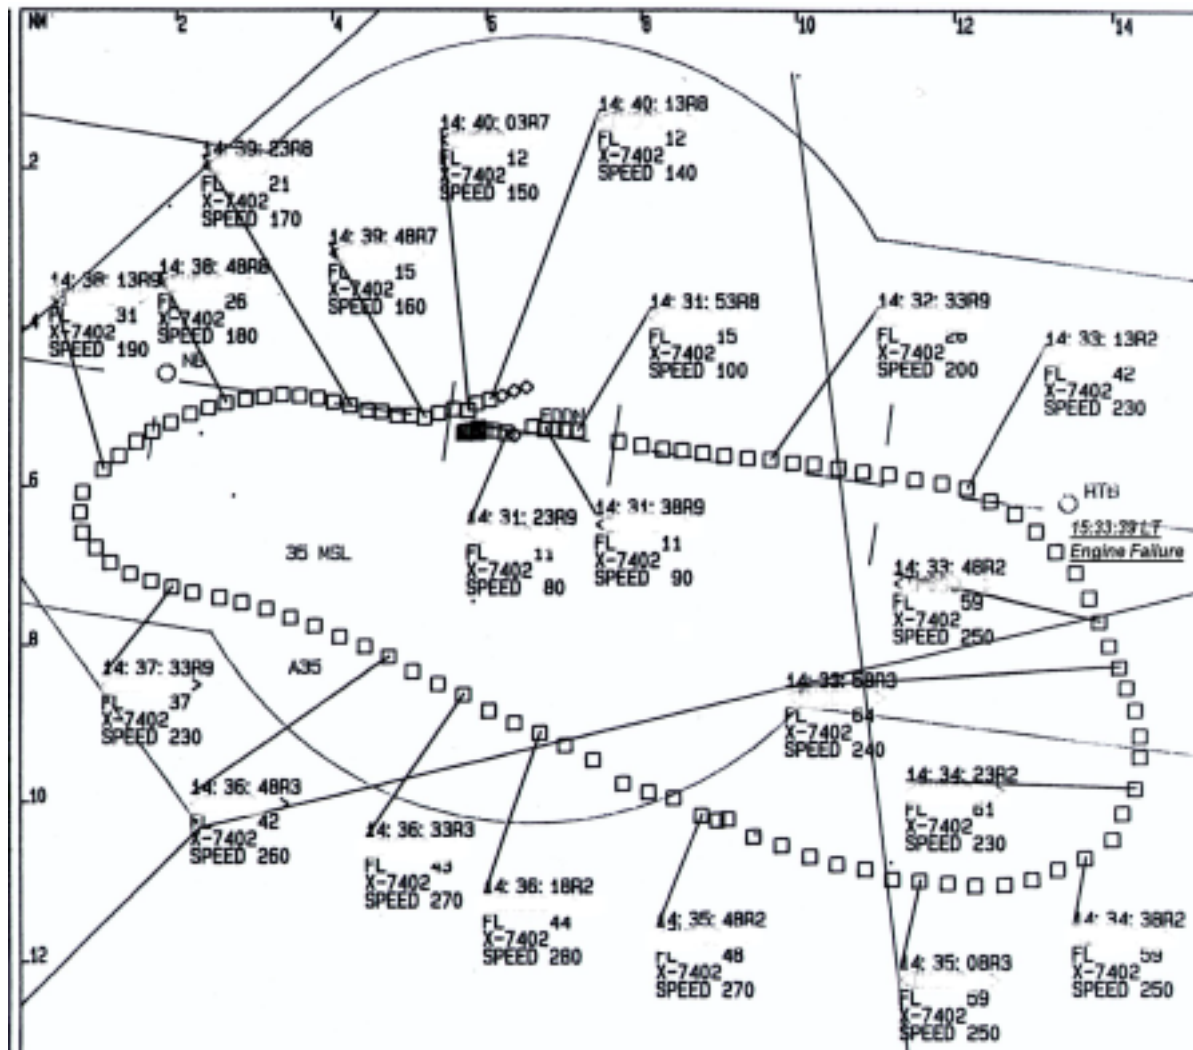 NM 2 4 6 8 10 12 14
14: 40: 13R8
FL 12
X-7402
SPEED 140
14: 40: 03R7
FL 12
X-7402
SPEED 150
14: 39: 23R8
FL 21
X-7402
SPEED 170
2
14: 39: 48R7
FL 15
X-7402
SPEED 160
14: 38: 48R8
FL 26
X-7402
SPEED 180
14: 38: 13R9
FL 31
X-7402
SPEED 190
4
14: 31: 53R8
FL 15
X-7402
SPEED 100
14: 32: 33R9
FL 26
X-7402
SPEED 200
14: 33: 13R2
FL 42
X-7402
SPEED 230
6
15:33:39 LT
Engine Failure
14: 31: 23R9
FL 11
X-7402
SPEED 80
14: 31: 38R9
FL 11
X-7402
SPEED 90
35 MSL
14: 33: 48R2
FL 59
X-7402
SPEED 250
8
A35
14: 37: 33R9
FL 37
X-7402
SPEED 230
14: 33: 58R3
FL 64
X-7402
SPEED 240
14: 34: 23R2
FL 61
X-7402
SPEED 230
10
14: 36: 48R3
FL 42
X-7402
SPEED 260
14: 36: 33R3
FL 43
X-7402
SPEED 270
14: 36: 18R2
FL 44
X-7402
SPEED 280
14: 35: 48R2
FL 48
X-7402
SPEED 270
14: 34: 38R2
FL 59
X-7402
SPEED 250
12
14: 35: 08R3
FL 59
X-7402
SPEED 250